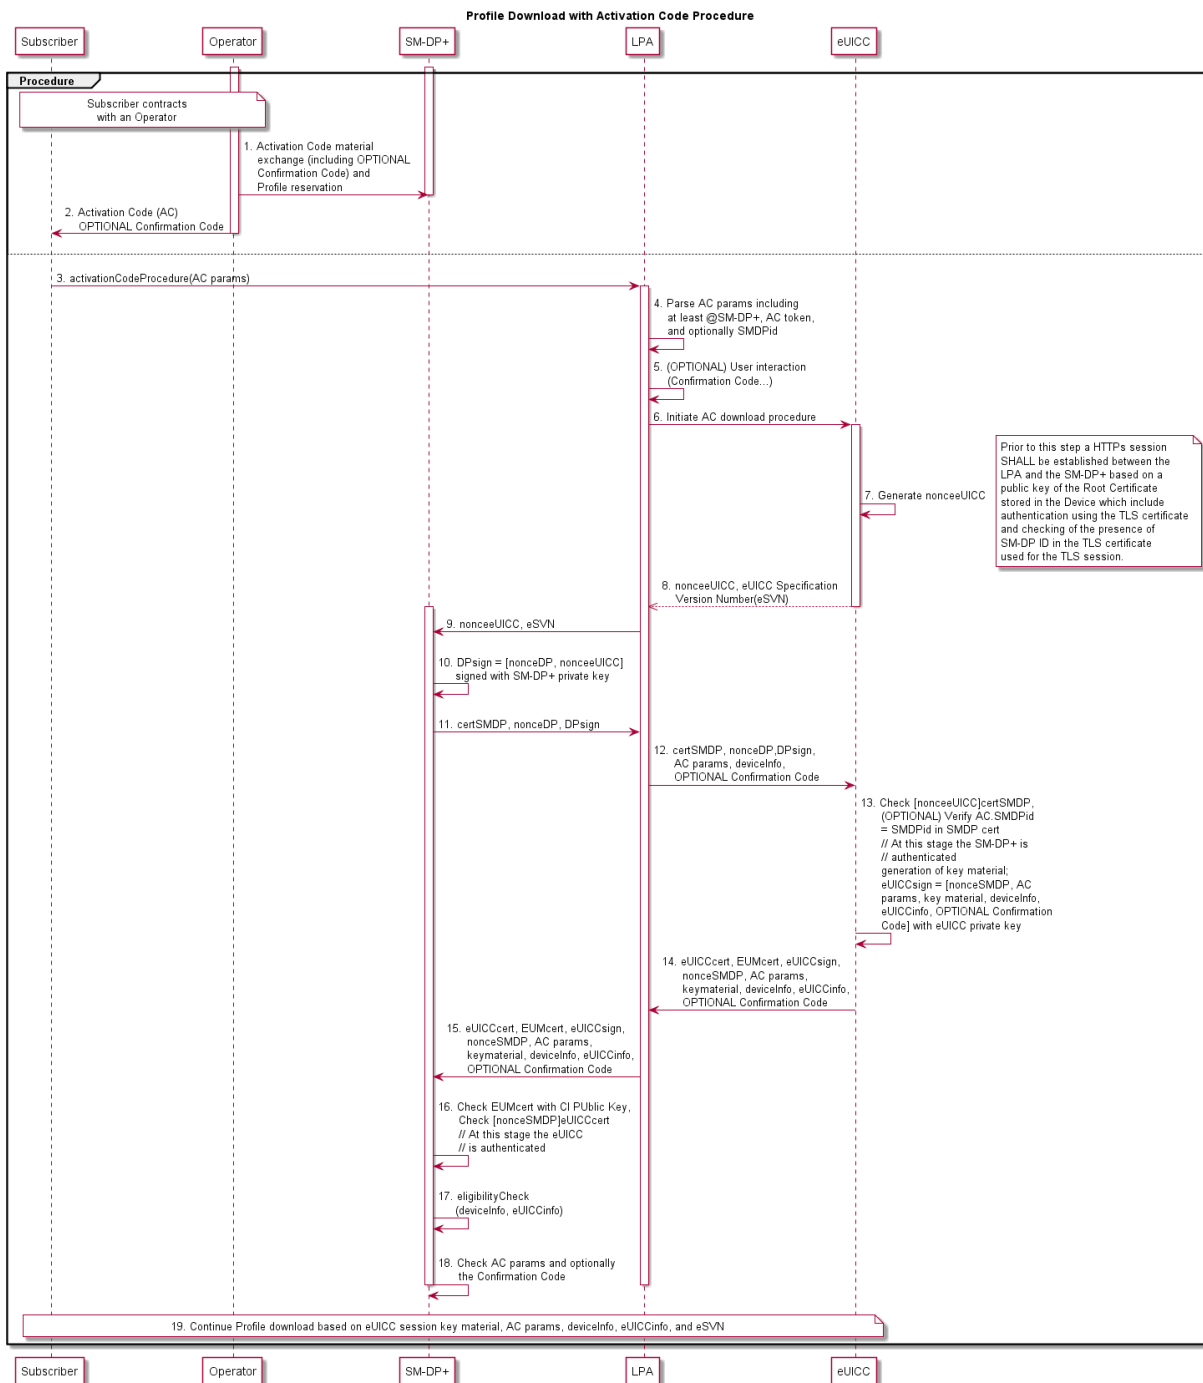 Profile Download with Activation Code Procedure
Subscriber
Operator
SM-DP+
LPA
eUICC
Procedure
Subscriber contracts
with an Operator
1. Activation Code material
exchange (including OPTIONAL
Confirmation Code) and
Profile reservation
2. Activation Code (AC)
OPTIONAL Confirmation Code
3. activationCodeProcedure(AC params)
4. Parse AC params including
at least @SM-DP+, AC token,
and optionally SMDPid
5. (OPTIONAL) User interaction
(Confirmation Code...)
6. Initiate AC download procedure
Prior to this step a HTTPs session
SHALL be established between the
LPA and the SM-DP+ based on a
public key of the Root Certificate
stored in the Device which include
authentication using the TLS certificate
and checking of the presence of
SM-DP ID in the TLS certificate
used for the TLS session.
7. Generate nonceeUICC
8. nonceeUICC, eUICC Specification
Version Number(eSVN)
9. nonceeUICC, eSVN
10. DPsign = [nonceDP, nonceeUICC]
signed with SM-DP+ private key
11. certSMDP, nonceDP, DPsign
12. certSMDP, nonceDP,DPsign,
AC params, deviceInfo,
OPTIONAL Confirmation Code
13. Check [nonceeUICC]certSMDP,
(OPTIONAL) Verify AC.SMDPid
= SMDPid in SMDP cert
// At this stage the SM-DP+ is
// authenticated
generation of key material;
eUICCsign = [nonceSMDP, AC
params, key material, deviceInfo,
eUICCinfo, OPTIONAL Confirmation
Code] with eUICC private key
14. eUICCcert, EUMcert, eUICCsign,
nonceSMDP, AC params,
keymaterial, deviceInfo, eUICCinfo,
OPTIONAL Confirmation Code
15. eUICCcert, EUMcert, eUICCsign,
nonceSMDP, AC params,
keymaterial, deviceInfo, eUICCinfo,
OPTIONAL Confirmation Code
16. Check EUMcert with CI PUblic Key,
Check [nonceSMDP]eUICCcert
// At this stage the eUICC
// is authenticated
17. eligibilityCheck
(deviceInfo, eUICCinfo)
18. Check AC params and optionally
the Confirmation Code
19. Continue Profile download based on eUICC session key material, AC params, deviceInfo, eUICCinfo, and eSVN
Subscriber
Operator
SM-DP+
LPA
eUICC